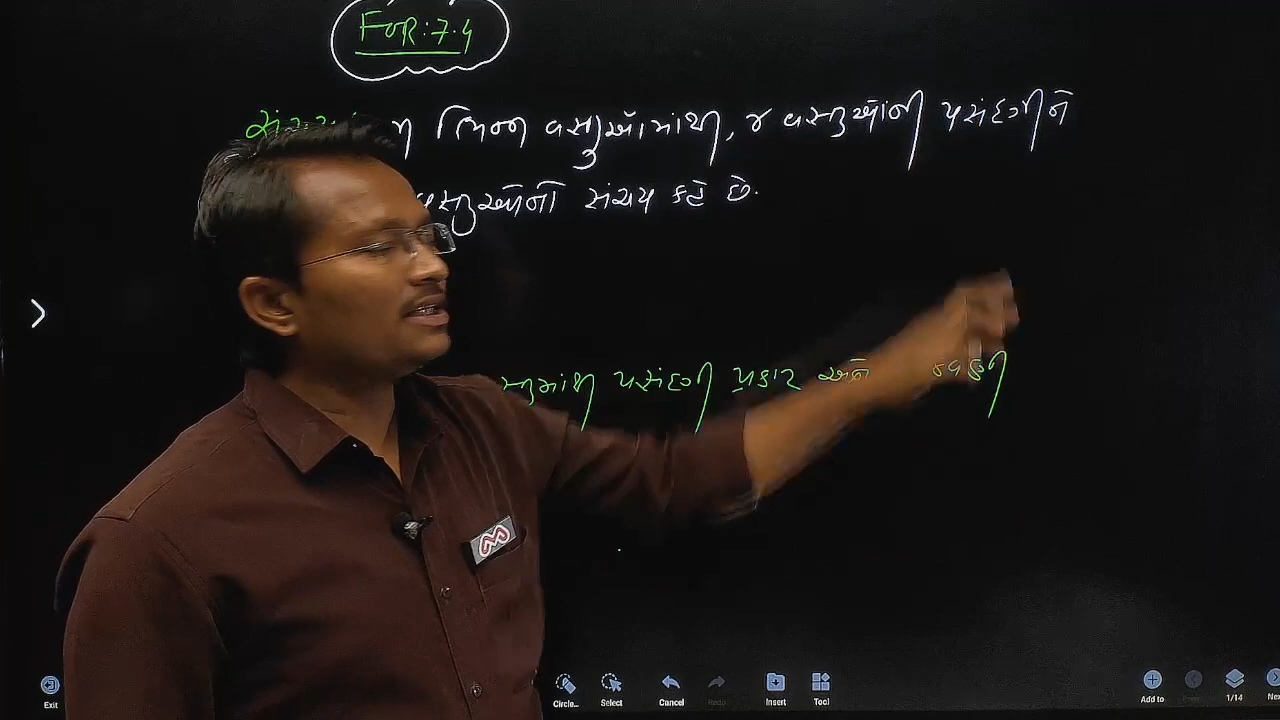 FOR:7.4
ભિન્ન વસ્તુઓમાંથી, r વસ્તુઓની પસંદગીને
વસ્તુઓનો સંચય કહે છે.
પસંદગી પ્રકાર અને
Exit
Circle... Select Cancel Redo Insert Tool Add to 1/14